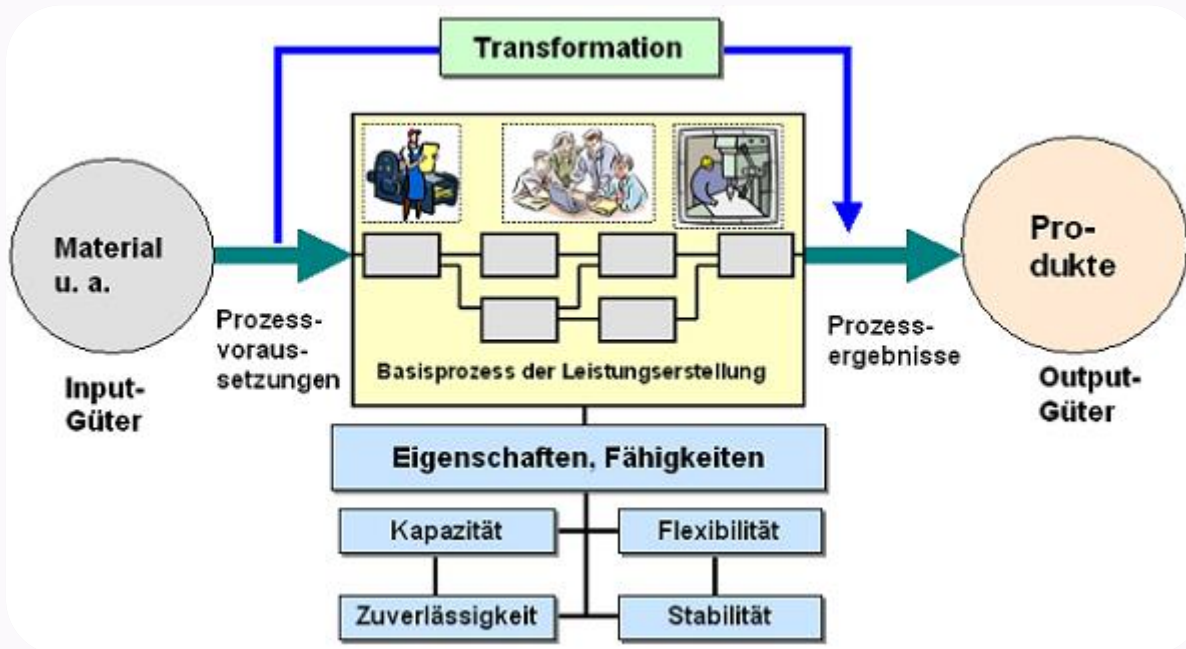 Transformation
Material
u. a.
Input-
Güter
Prozess-
voraus-
setzungen
Basisprozess der Leistungserstellung
Prozess-
ergebnisse
Pro-
dukte
Output-
Güter
Eigenschaften, Fähigkeiten
Kapazität
Flexibilität
Zuverlässigkeit
Stabilität